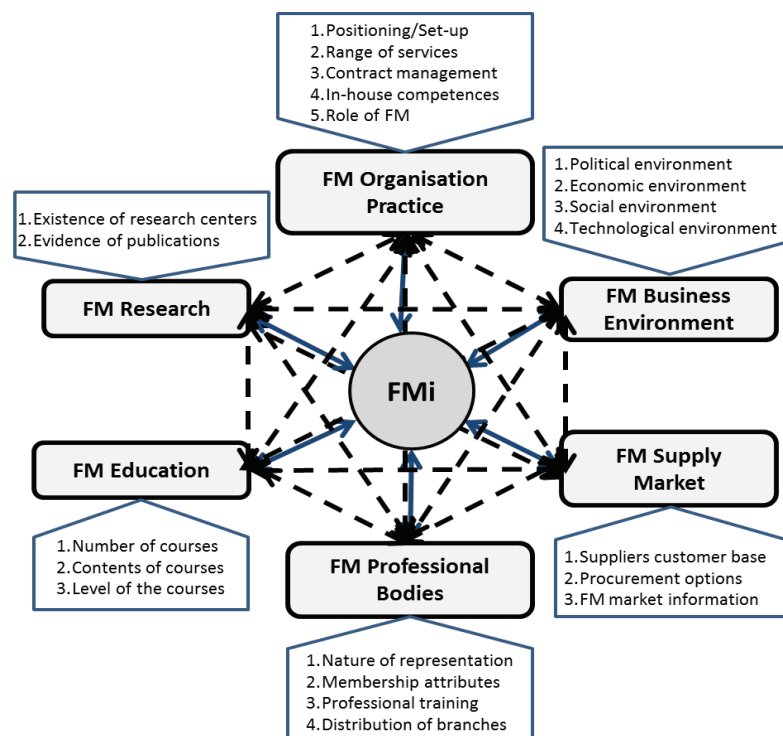 1.Positioning/Set-up
2.Range of services
3.Contract management
4.In-house competences
5.Role of FM
FM Organisation
Practice
1.Political environment
2.Economic environment
3.Social environment
4.Technological environment
1.Existence of research centers
2.Evidence of publications
FM Research
FM Business
Environment
FMi
FM Education
FM Supply
Market
1.Number of courses
2.Contents of courses
3.Level of the courses
FM Professional
Bodies
1.Suppliers customer base
2.Procurement options
3.FM market information
1.Nature of representation
2.Membership attributes
3.Professional training
4.Distribution of branches